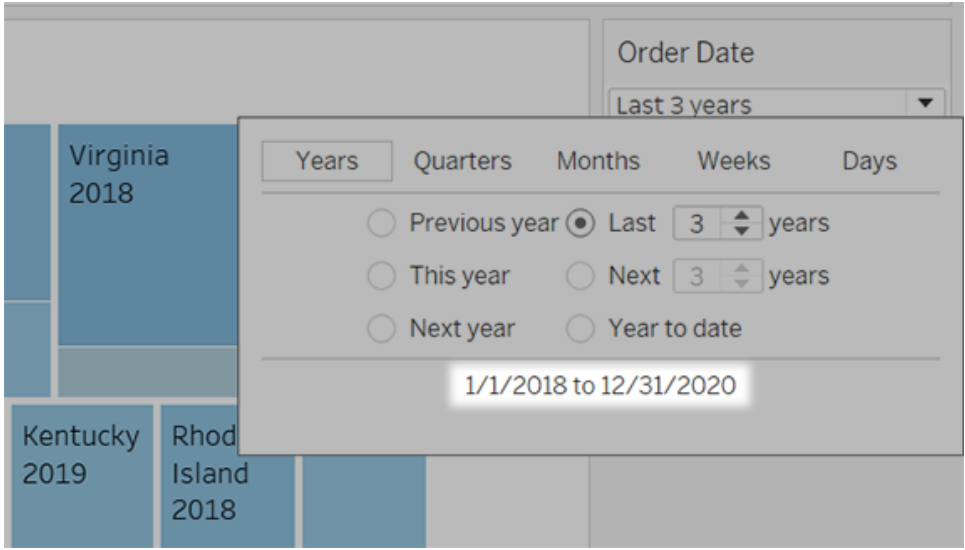 Order Date
Last 3 years
Virginia
2018
Years Quarters Months Weeks Days
Previous year Last 3 years
This year Next 3 years
Next year Year to date
1/1/2018 to 12/31/2020
Kentucky
2019
Rhod
Island
2018